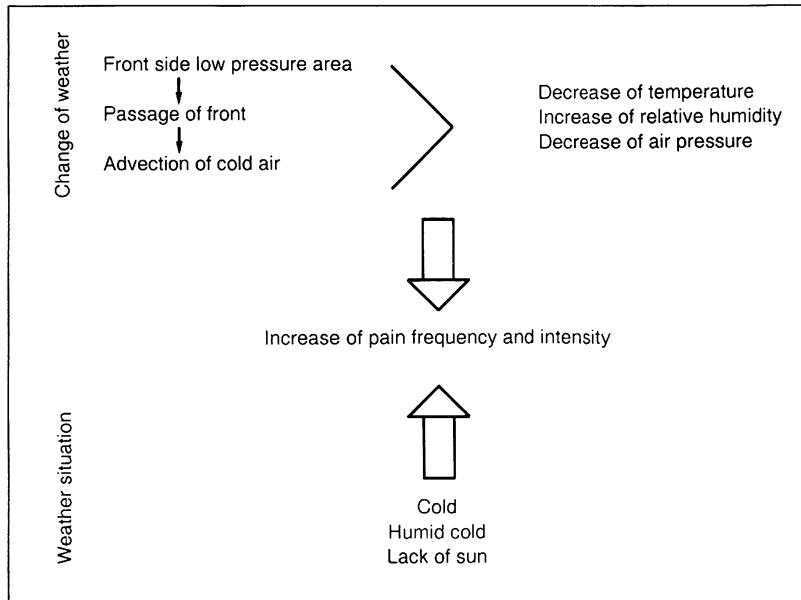 Change of weather
Front side low pressure area
Passage of front
Advection of cold air
Decrease of temperature
Increase of relative humidity
Decrease of air pressure
Increase of pain frequency and intensity
Weather situation
Cold
Humid cold
Lack of sun